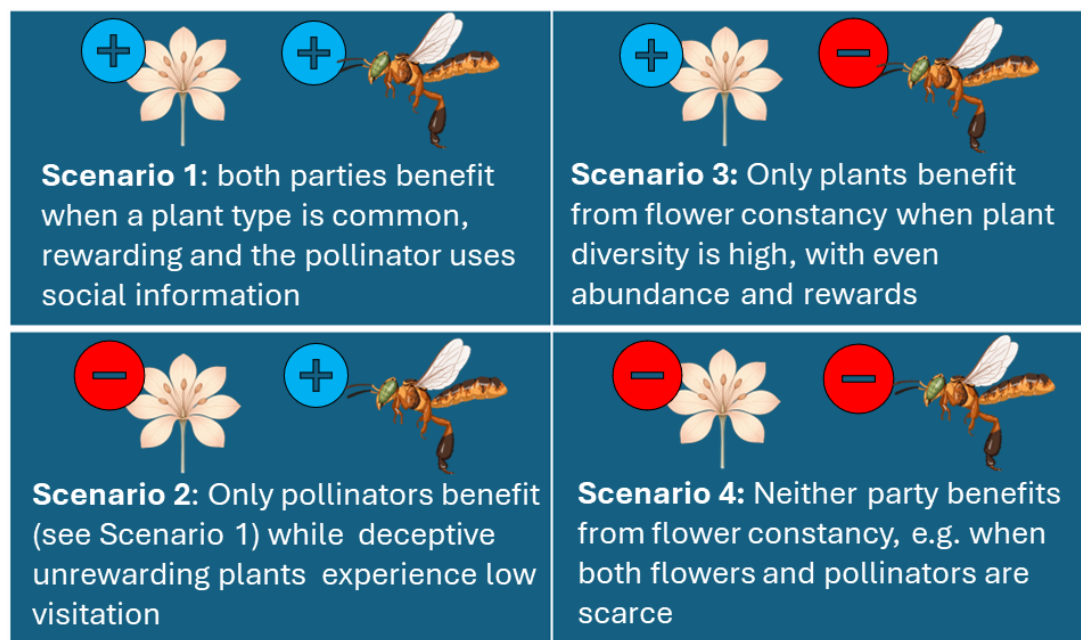 Scenario 1: both parties benefit
when a plant type is common,
rewarding and the pollinator uses
social information
Scenario 3: Only plants benefit
from flower constancy when plant
diversity is high, with even
abundance and rewards
Scenario 2: Only pollinators benefit
(see Scenario 1) while deceptive
unrewarding plants experience low
visitation
Scenario 4: Neither party benefits
from flower constancy, e.g. when
both flowers and pollinators are
scarce